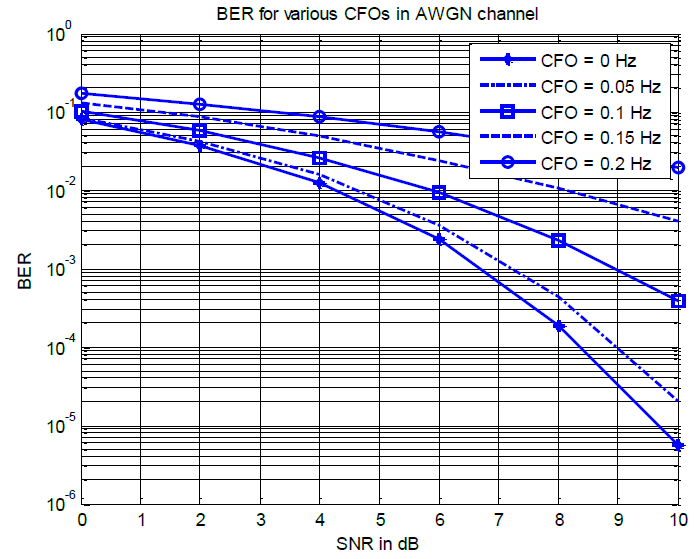 BER for various CFOs in AWGN channel
10^0
10^-1
10^-2
10^-3
10^-4
10^-5
10^-6
BER
CFO = 0 Hz
CFO = 0.05 Hz
CFO = 0.1 Hz
CFO = 0.15 Hz
CFO = 0.2 Hz
0 1 2 3 4 5 6 7 8 9 10
SNR in dB